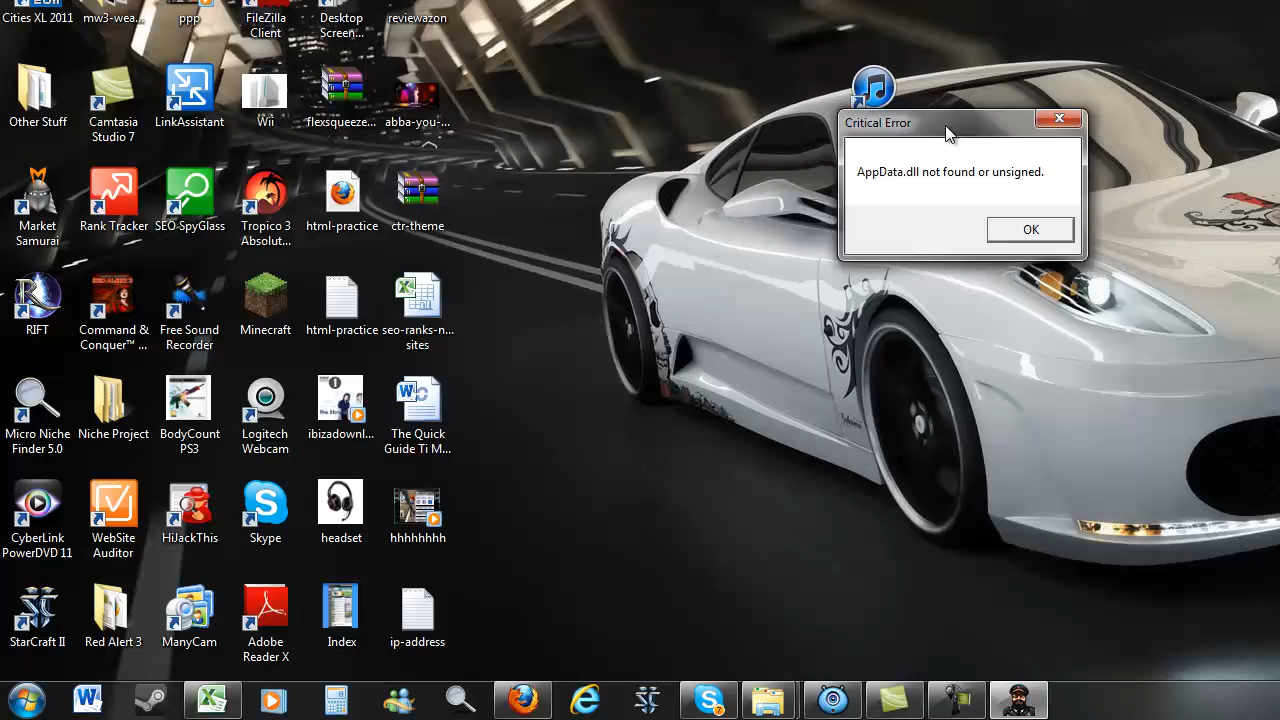 Cities XL 2011
mw3-wea...
ppp
FileZilla
Client
Desktop
Screen...
reviewazon
Other Stuff
Camtasia
Studio 7
LinkAssistant
Wii
flexsqueeze...
abba-you-...
Market
Samurai
Rank Tracker
SEO-SpyGlass
Tropico 3
Absolut...
html-practice
ctr-theme
RIFT
Command &
Conquer™ ...
Free Sound
Recorder
Minecraft
html-practice
seo-ranks-n...
sites
Micro Niche
Finder 5.0
Niche Project
BodyCount
PS3
Logitech
Webcam
ibizadownl...
The Quick
Guide Ti M...
CyberLink
PowerDVD 11
WebSite
Auditor
HiJackThis
Skype
headset
hhhhhhhh
StarCraft II
Red Alert 3
ManyCam
Adobe
Reader X
Index
ip-address
Critical Error
AppData.dll not found or unsigned.
OK
7